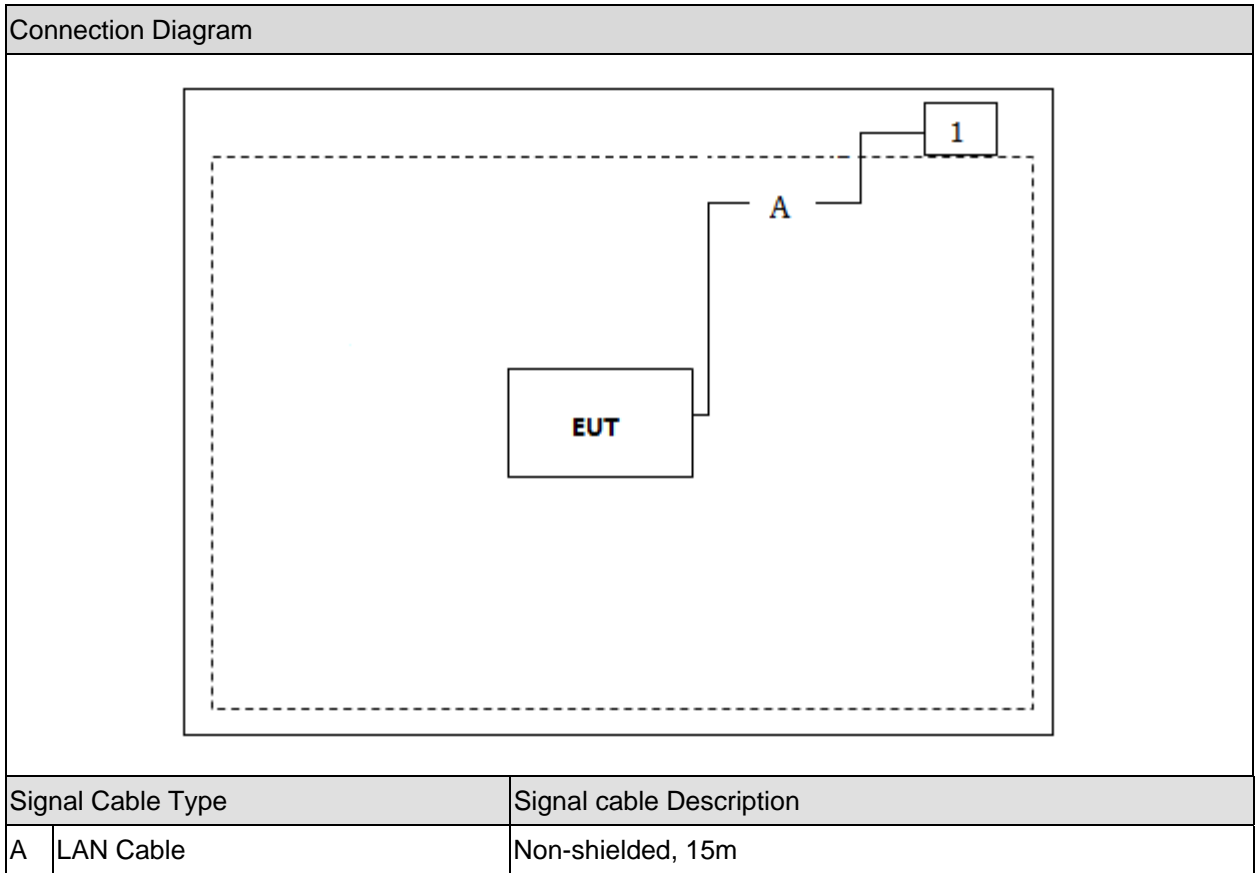 Connection Diagram
1
A
EUT
Signal Cable Type Signal cable Description
A LAN Cable Non-shielded, 15m